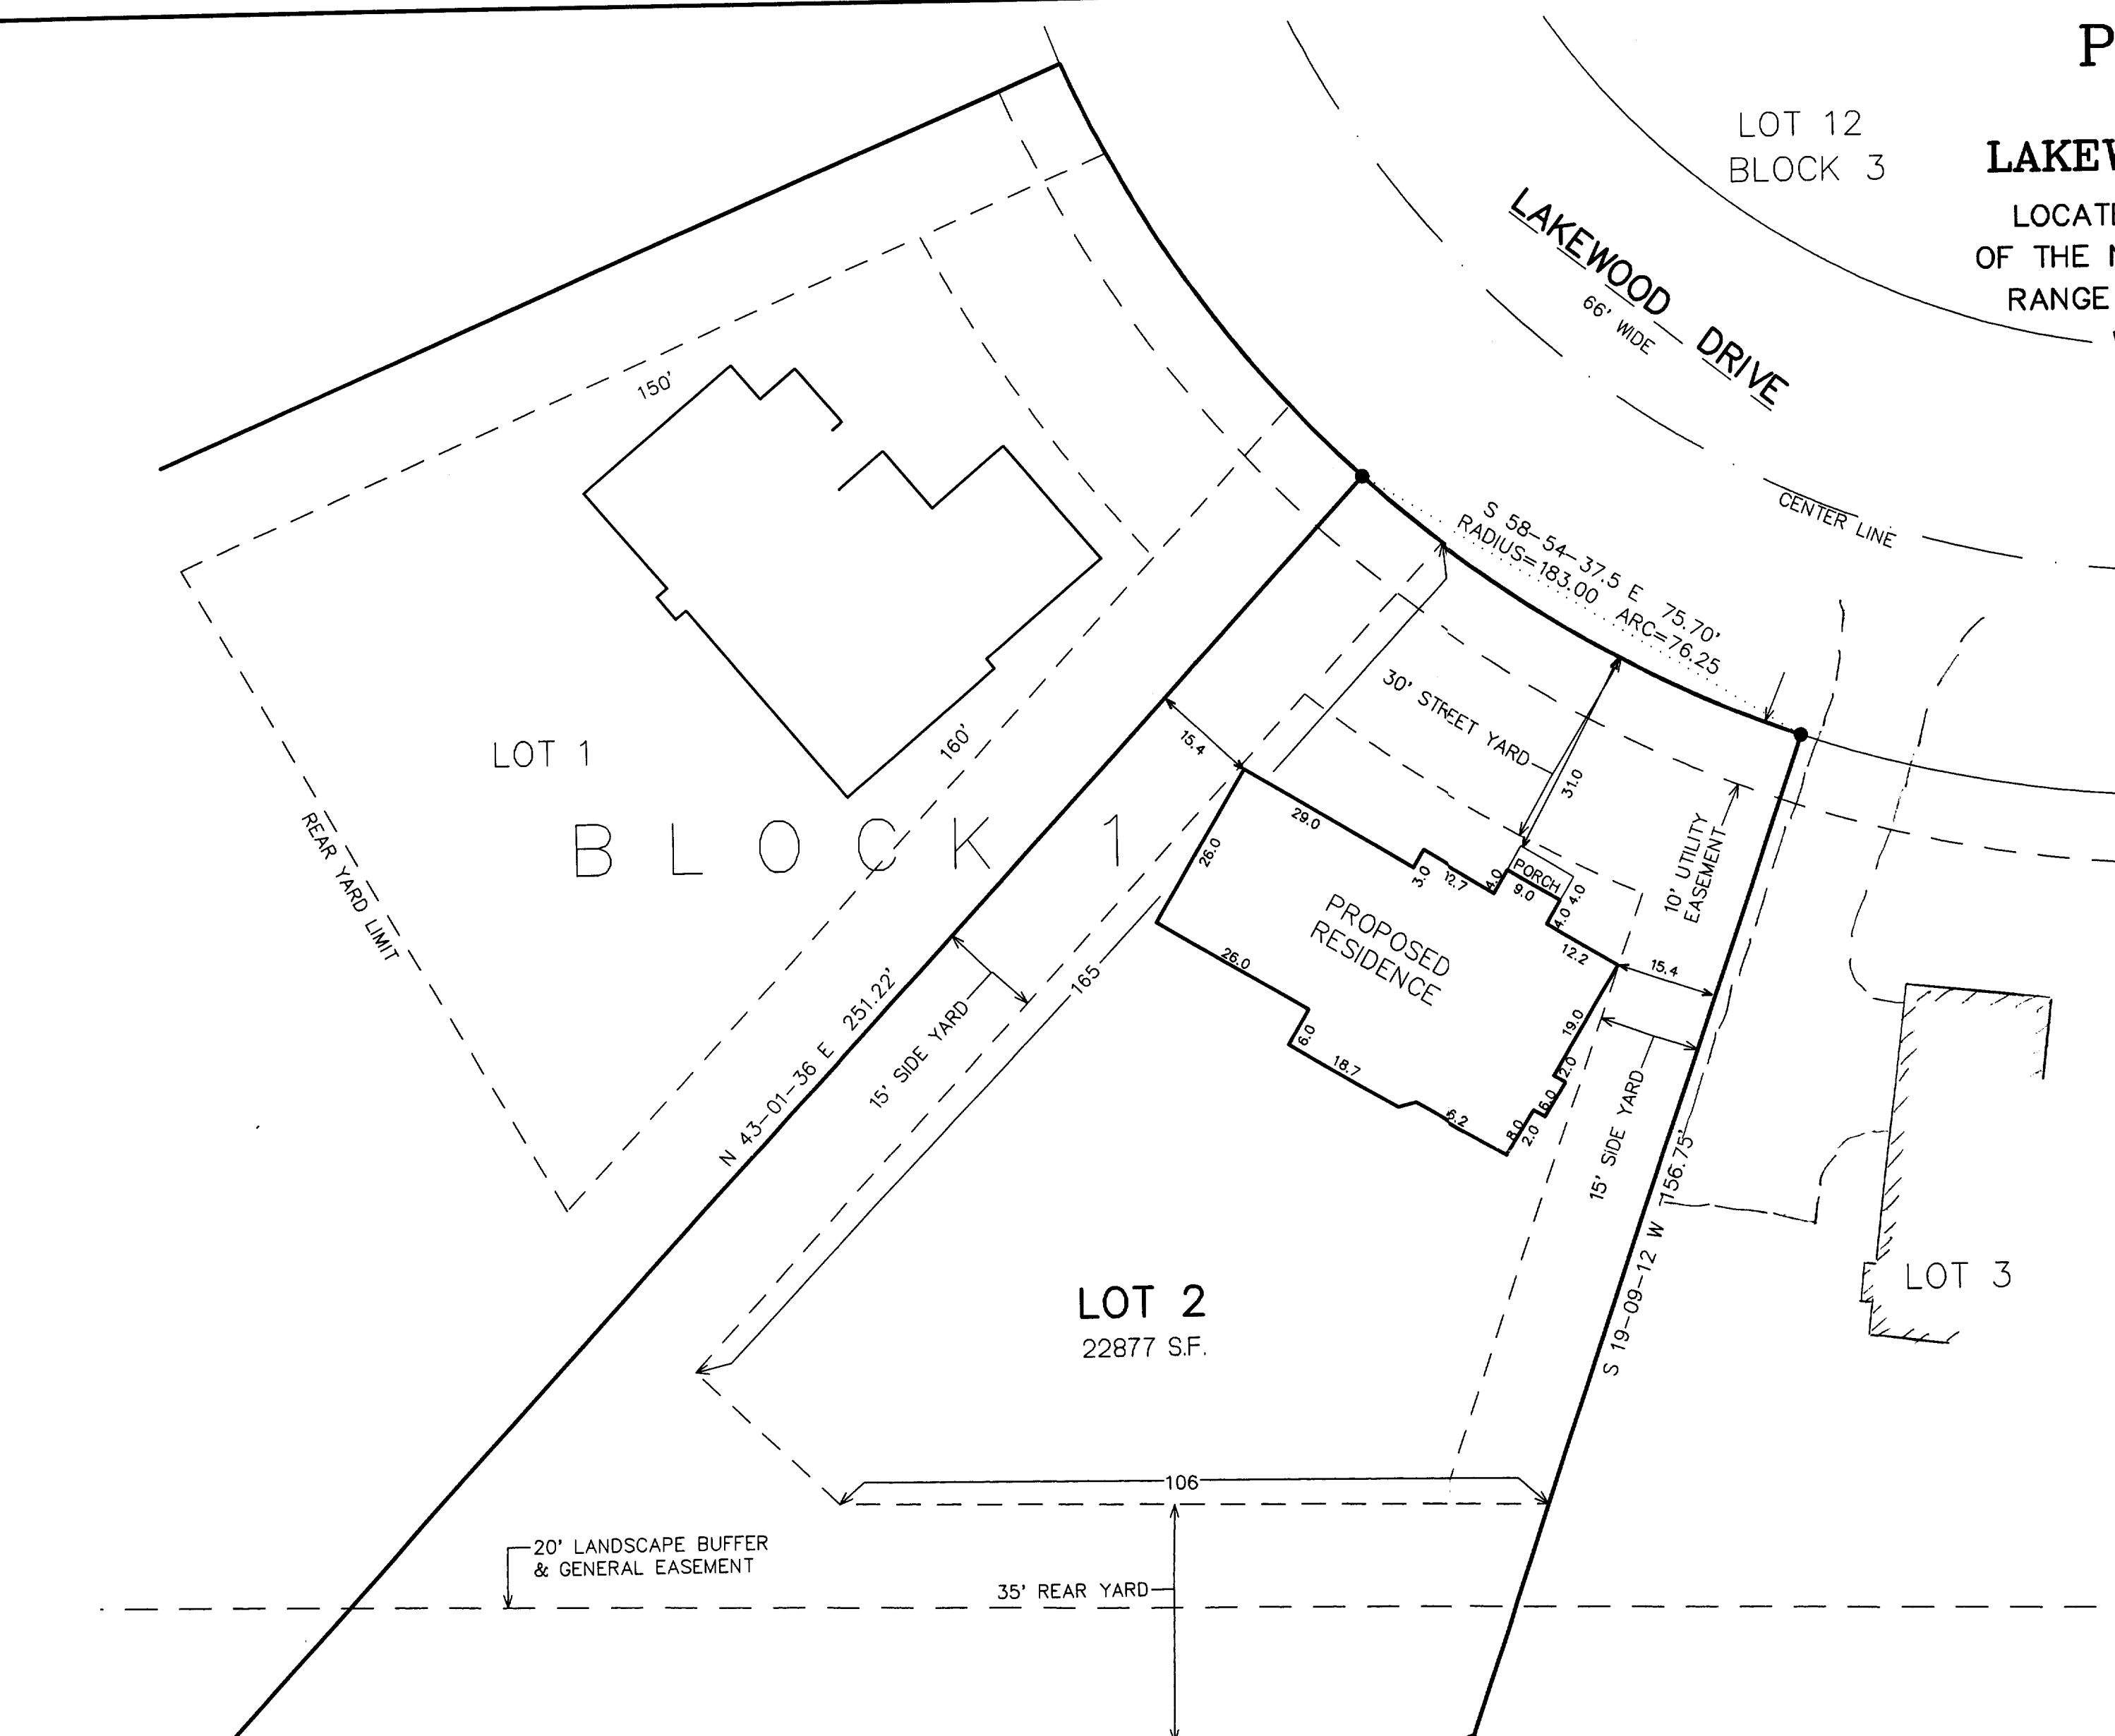 P
LOT 12
BLOCK 3
LAKEW
LOCATE
OF THE N
RANGE
LAKEWOOD DRIVE
66' WIDE
CENTER LINE
S 58-54-37.5 E 75.70'
RADIUS=183.00 ARC=76.25
150'
160'
LOT 1
BLOCK 1
REAR YARD LIMIT
15.4
30' STREET YARD
31.0
29.0
26.0
3.0
12.7
4.0
PORCH
9.0
4.0
4.0
12.2
10' UTILITY
EASEMENT
PROPOSED
RESIDENCE
15.4
26.0
6.0
18.7
6.2
8.0
2.0
6.0
2.0
19.0
165
15' SIDE YARD
N 43-01-36 E 251.22'
15' SIDE YARD
S 19-09-12 W 156.75'
LOT 2
22877 S.F.
LOT 3
106
20' LANDSCAPE BUFFER
& GENERAL EASEMENT
35' REAR YARD